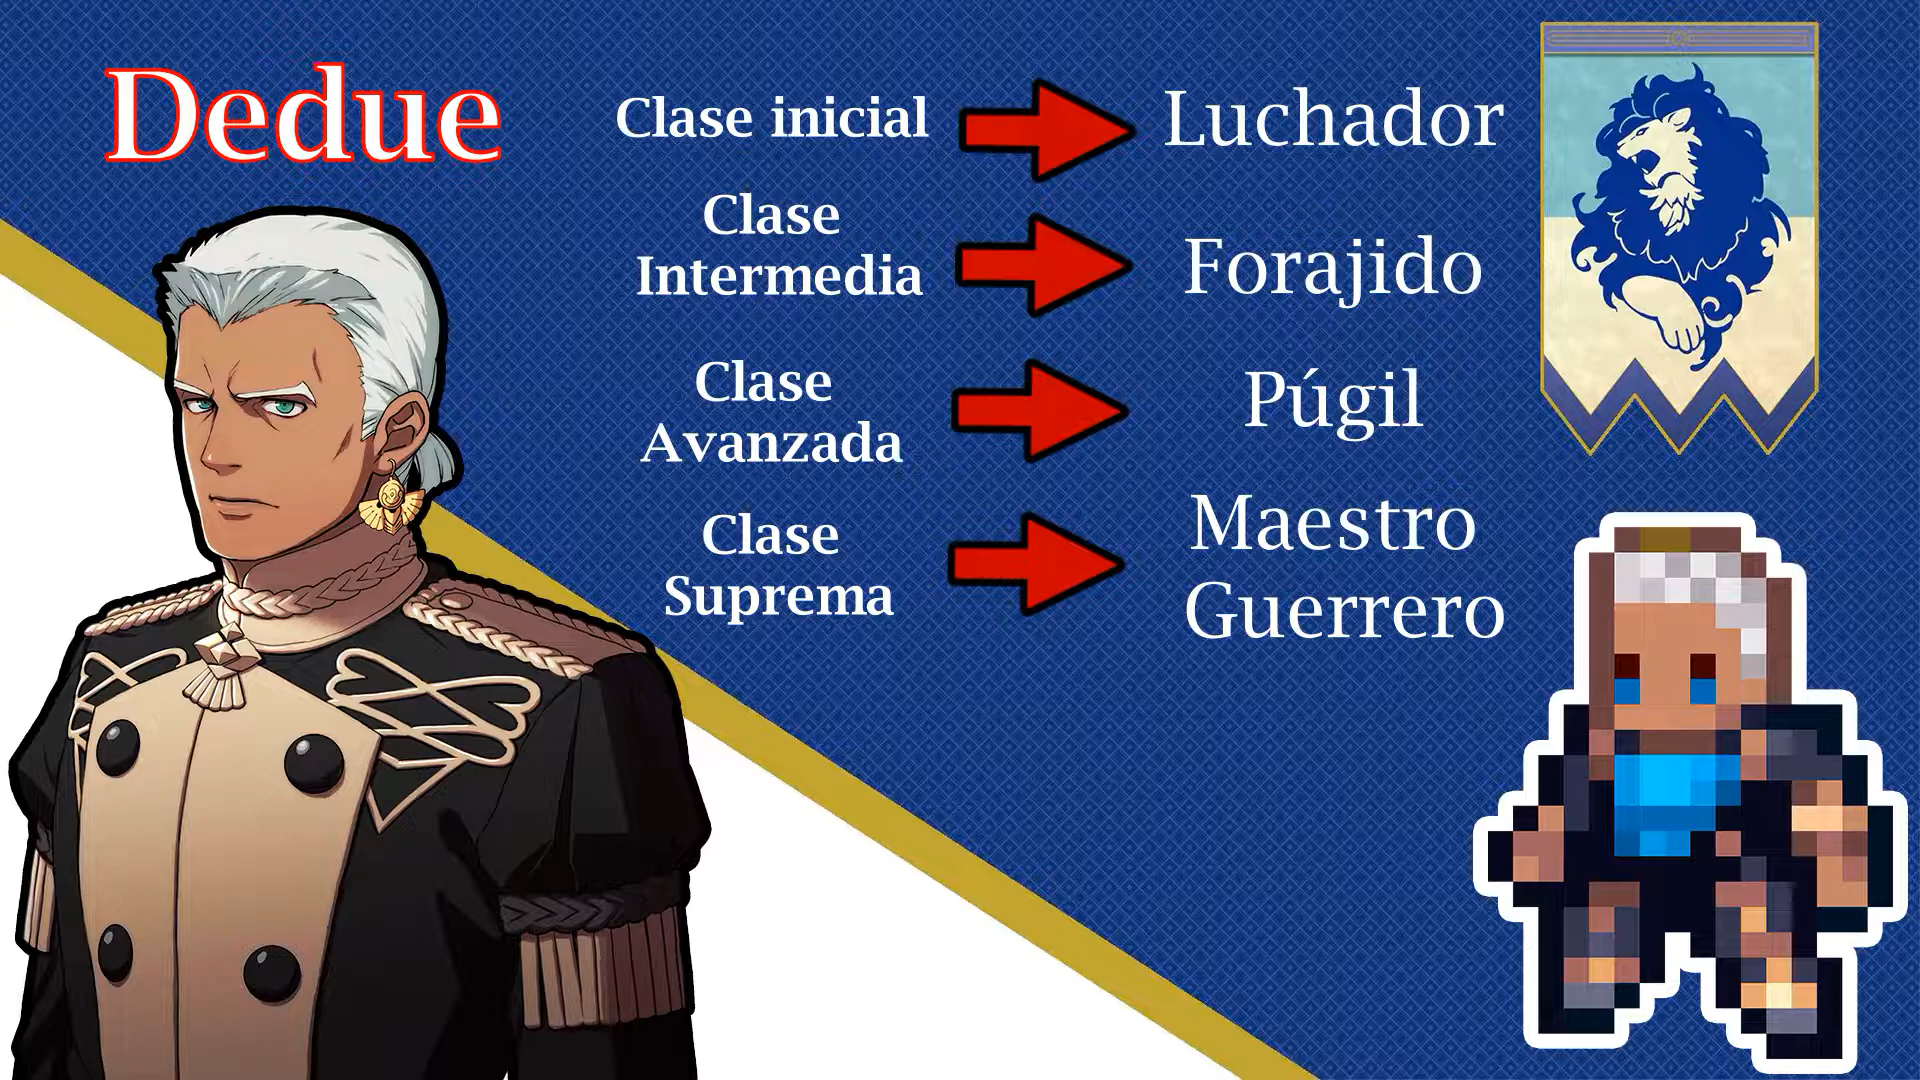 Dedue
Clase inicial
Luchador
Clase
Intermedia
Forajido
Clase
Avanzada
Púgil
Clase
Suprema
Maestro
Guerrero